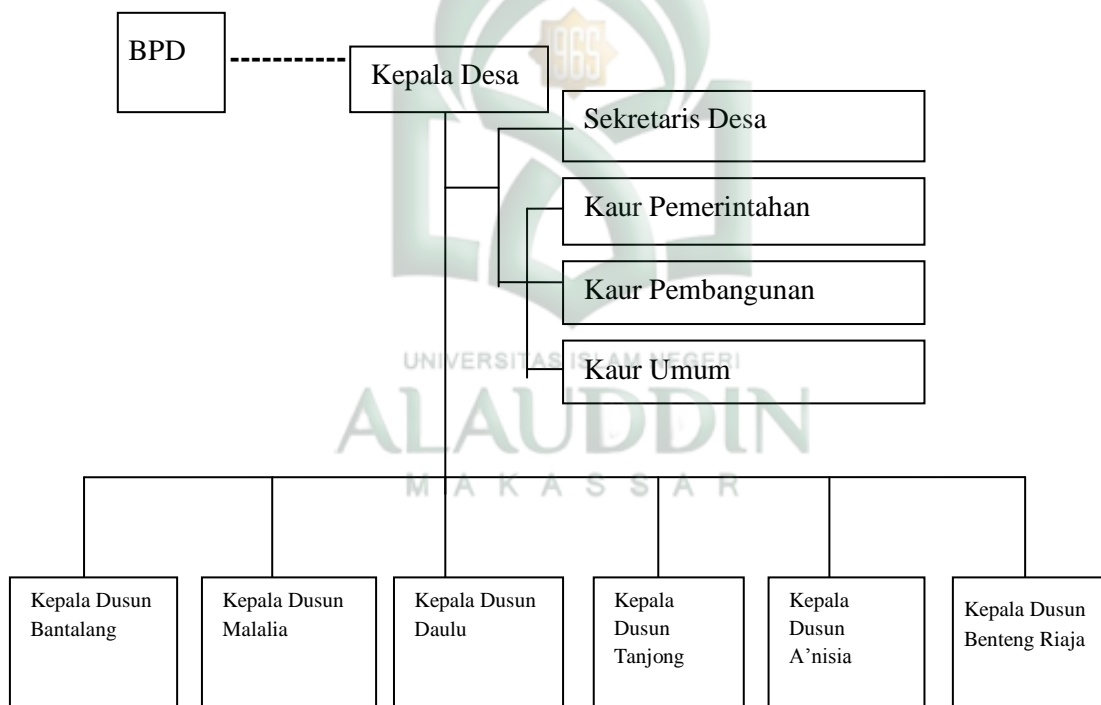 BPD
Kepala Desa
Sekretaris Desa
Kaur Pemerintahan
Kaur Pembangunan
Kaur Umum
1965
UNIVERSITAS ISLAM NEGERI
ALAUDDIN
MAKASSAR
Kepala Dusun
Bantalang
Kepala Dusun
Malalia
Kepala Dusun
Daulu
Kepala
Dusun
Tanjong
Kepala
Dusun
A’nisia
Kepala Dusun
Benteng Riaja